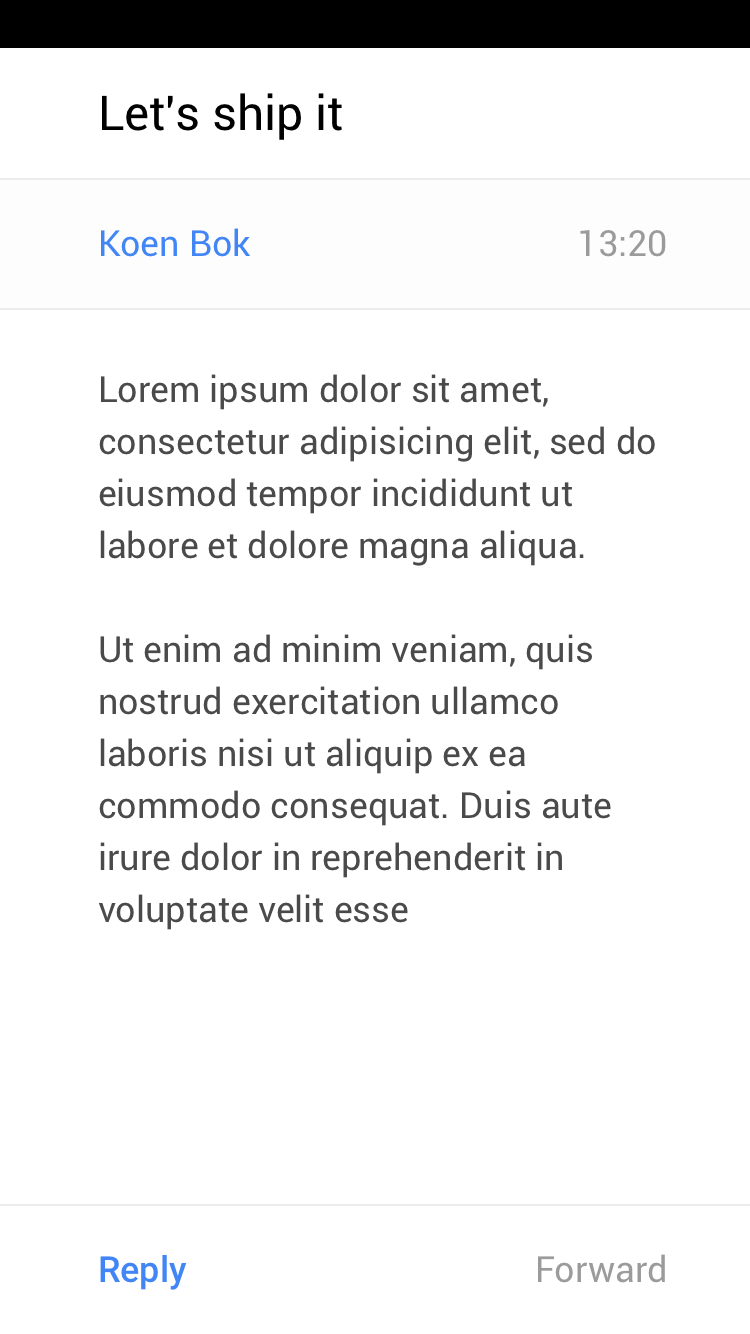 Let's ship it
Koen Bok 13:20
Lorem ipsum dolor sit amet,
consectetur adipisicing elit, sed do
eiusmod tempor incididunt ut
labore et dolore magna aliqua.
Ut enim ad minim veniam, quis
nostrud exercitation ullamco
laboris nisi ut aliquip ex ea
commodo consequat. Duis aute
irure dolor in reprehenderit in
voluptate velit esse
Reply Forward